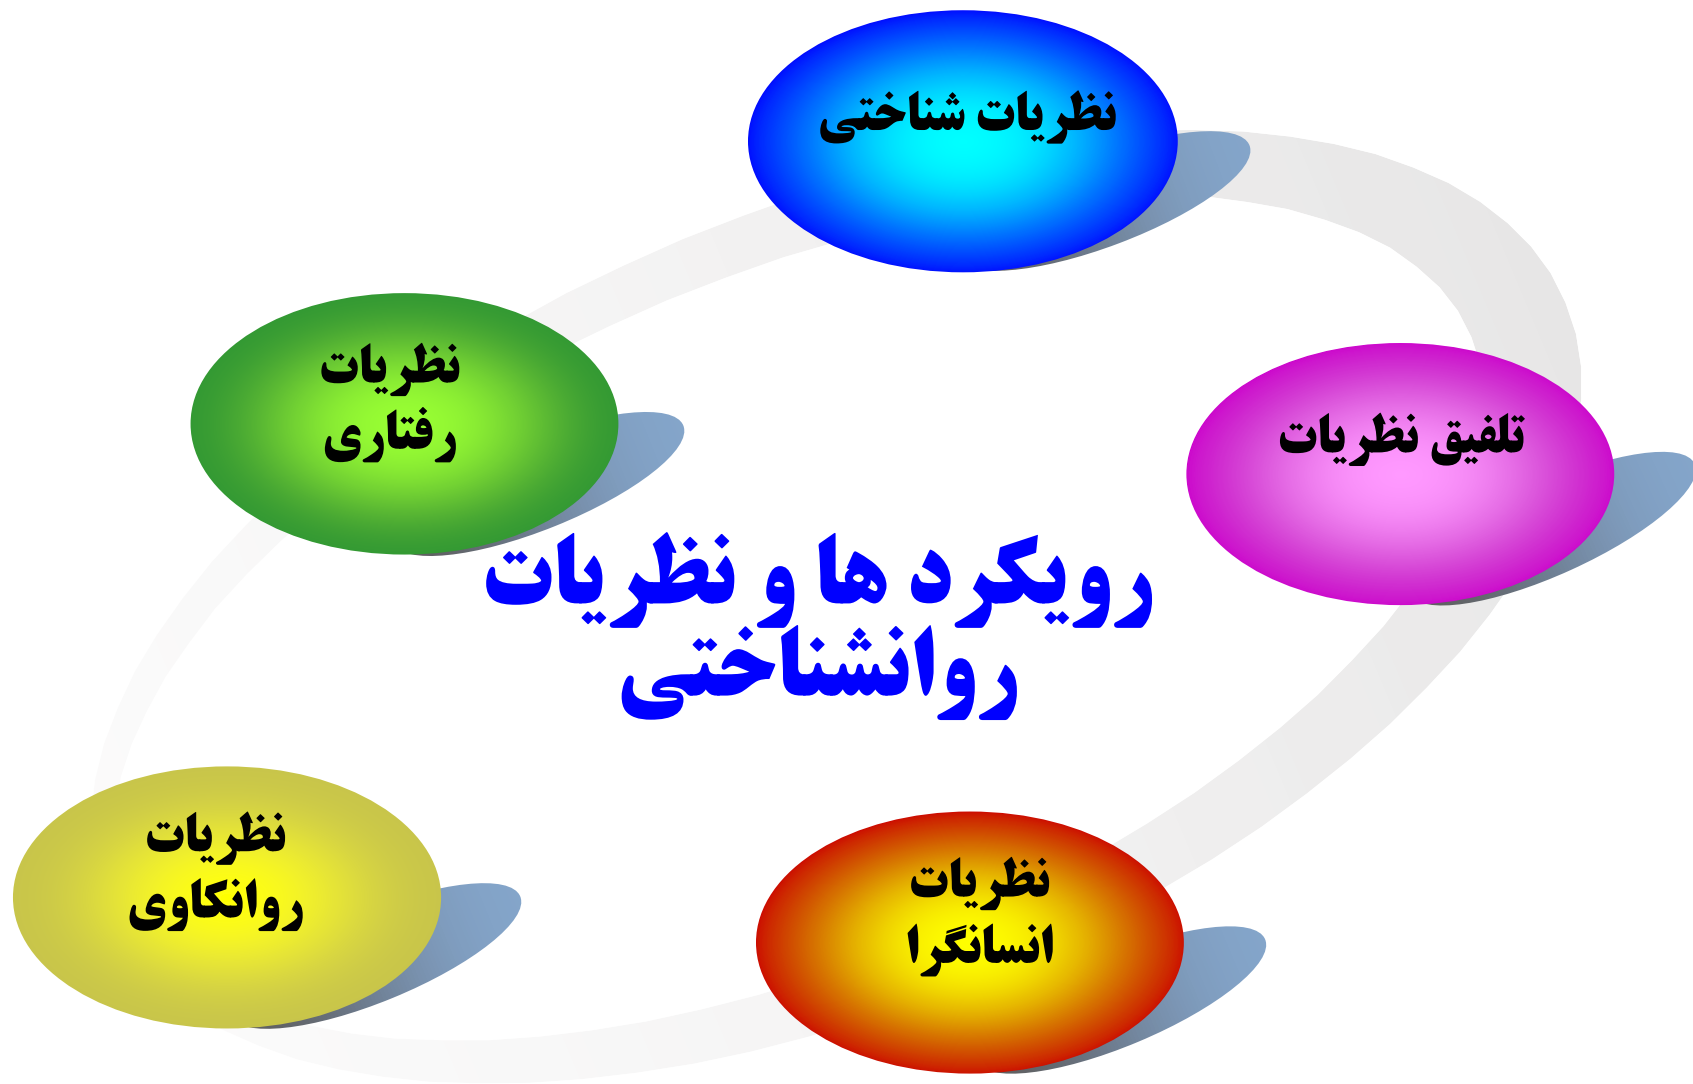 نظریات شناختی
تلفیق نظریات
نظریات
رفتاری
رویکرد ها و نظریات
روانشناختی
نظریات
انسانگرا
نظریات
روانکاوی